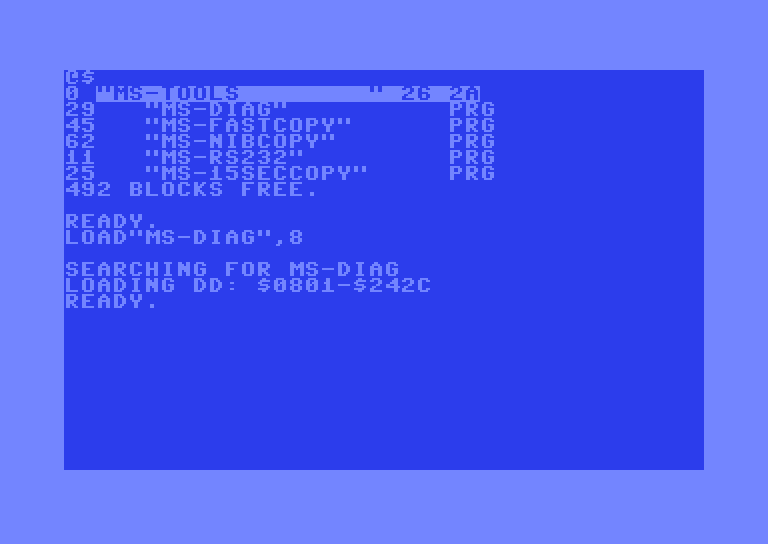 @$
0 "MS-TOOLS        " 26 2A
29   "MS-DIAG"          PRG
45   "MS-FASTCOPY"      PRG
62   "MS-NIBCOPY"       PRG
11   "MS-RS232"         PRG
25   "MS-15SECCOPY"     PRG
492 BLOCKS FREE.
READY.
LOAD"MS-DIAG",8
SEARCHING FOR MS-DIAG
LOADING DD: $0801-$242C
READY.